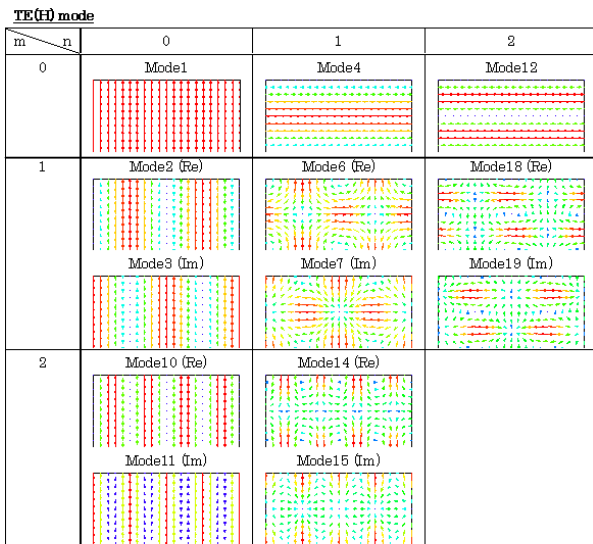 TE(H) mode
m n 0 1 2
0 Mode1 Mode4 Mode12
1 Mode2 (Re) Mode6 (Re) Mode18 (Re)
Mode3 (Im) Mode7 (Im) Mode19 (Im)
2 Mode10 (Re) Mode14 (Re)
Mode11 (Im) Mode15 (Im)